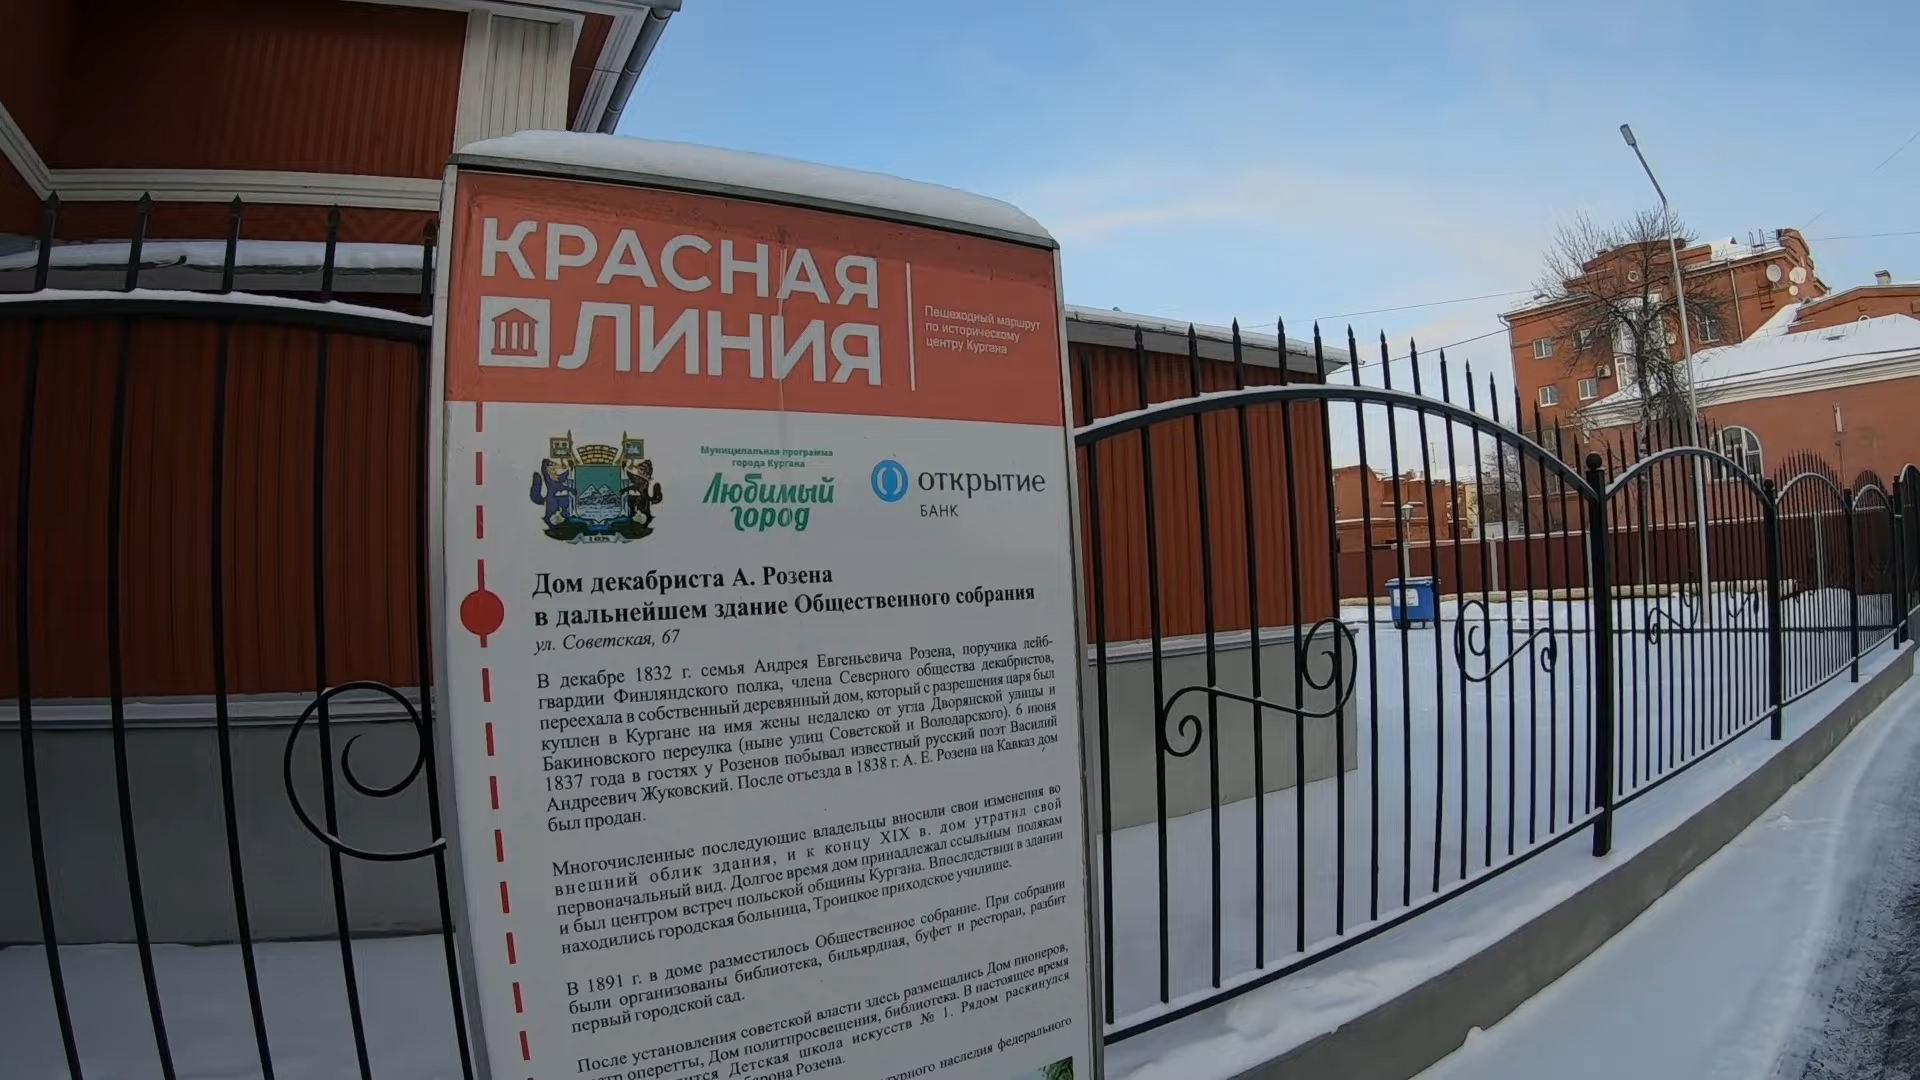 КРАСНАЯ
ЛИНИЯ
Пешеходный маршрут
по историческому
центру Кургана
Муниципальная программа
города Кургана
Любимый
город
открытие
БАНК
Дом декабриста А. Розена
в дальнейшем здание Общественного собрания
ул. Советская, 67
В декабре 1832 г. семья Андрея Евгеньевича Розена, поручика лейб-
гвардии Финляндского полка, члена Северного общества декабристов,
переехала в собственный деревянный дом, который с разрешения царя был
куплен в Кургане на имя жены недалеко от угла Дворянской улицы и
Бакиновского переулка (ныне улиц Советской и Володарского). 6 июня
1837 года в гостях у Розенов побывал известный русский поэт Василий
Андреевич Жуковский. После отъезда в 1838 г. А. Е. Розена на Кавказ дом
был продан.
Многочисленные последующие владельцы вносили свои изменения во
внешний облик здания, и к концу XIX в. дом утратил свой
первоначальный вид. Долгое время дом принадлежал ссыльным полякам
и был центром встреч польской общины Кургана. Впоследствии в здании
находились городская больница, Троицкое приходское училище.
В 1891 г. в доме разместилось Общественное собрание. При собрании
были организованы библиотека, бильярдная, буфет и ресторан, разбит
первый городской сад.
После установления советской власти здесь размещались Дом пионеров,
оперетты, Дом политпросвещения, библиотека. В настоящее время
Детская школа искусств № 1. Рядом раскинулся
Розена.
наследия федерального